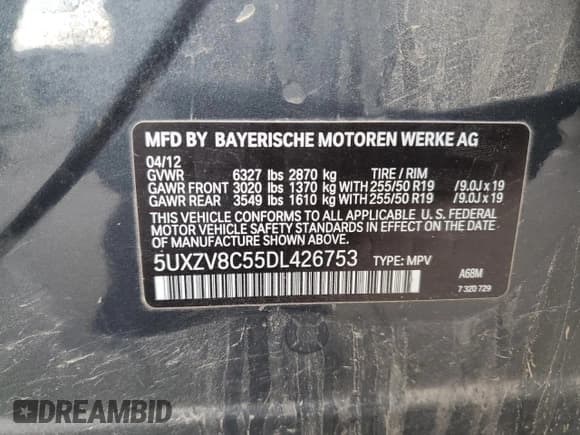 MFD BY BAYERISCHE MOTOREN WERKE AG
04/12
GVWR 6327 lbs 2870 kg TIRE / RIM
GAWR FRONT 3020 lbs 1370 kg WITH 255/50 R19 /9.0J x 19
GAWR REAR 3549 lbs 1610 kg WITH 255/50 R19 /9.0J x 19
THIS VEHICLE CONFORMS TO ALL APPLICABLE U. S. FEDERAL
MOTOR VEHICLE SAFETY STANDARDS IN EFFECT ON THE DATE OF
MANUFACTURE SHOWN ABOVE.
5UXZV8C55DL426753 TYPE: MPV
A68M
7 320 729
DREAMBID